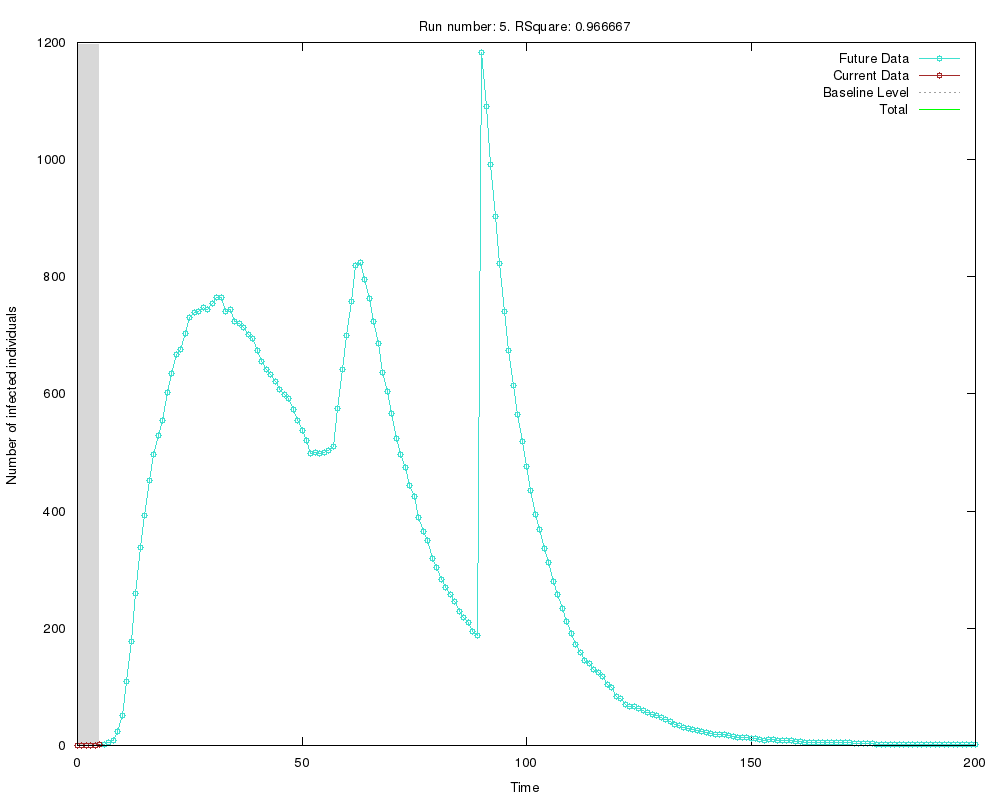 Run number: 5. RSquare: 0.966667
1200
1000
800
600
400
200
0
Number of infected individuals
Future Data
Current Data
Baseline Level
Total
0 50 100 150 200
Time